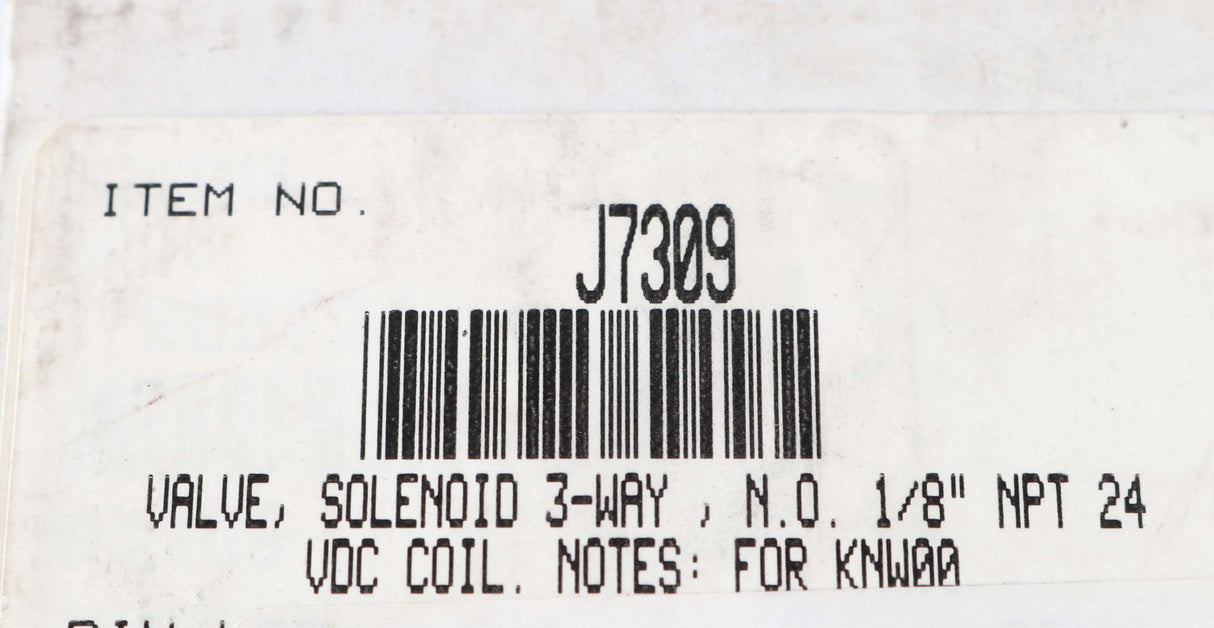 ITEM NO.
J7309
VALVE, SOLENOID 3-WAY , N.O. 1/8" NPT 24
VDC COIL. NOTES: FOR KNW00